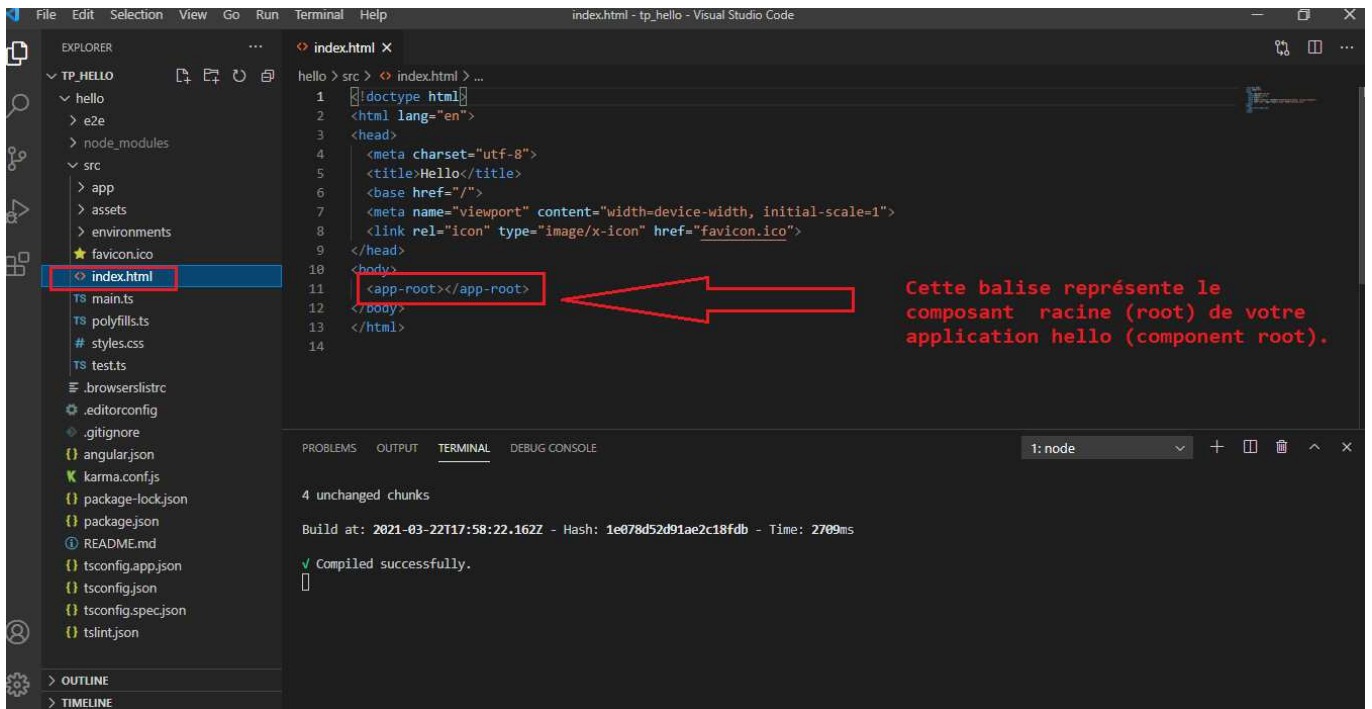 File Edit Selection View Go Run Terminal Help
index.html - tp_hello - Visual Studio Code
EXPLORER
TP_HELLO
hello
e2e
node_modules
src
app
assets
environments
favicon.ico
index.html
TS main.ts
TS polyfills.ts
# styles.css
TS test.ts
.browserslistrc
.editorconfig
.gitignore
{} angular.json
karma.conf.js
{} package-lock.json
{} package.json
README.md
{} tsconfig.app.json
{} tsconfig.json
{} tsconfig.spec.json
{} tslint.json
OUTLINE
TIMELINE
index.html
hello > src > index.html > ...
1 <!doctype html>
2 <html lang="en">
3 <head>
4 <meta charset="utf-8">
5 <title>Hello</title>
6 <base href="/">
7 <meta name="viewport" content="width=device-width, initial-scale=1">
8 <link rel="icon" type="image/x-icon" href="favicon.ico">
9 </head>
10 <body>
11 <app-root></app-root>
12 </body>
13 </html>
14
Cette balise représente le
composant racine (root) de votre
application hello (component root).
PROBLEMS OUTPUT TERMINAL DEBUG CONSOLE
1: node
4 unchanged chunks
Build at: 2021-03-22T17:58:22.162Z - Hash: 1e078d52d91ae2c18fdb - Time: 2709ms
√ Compiled successfully.